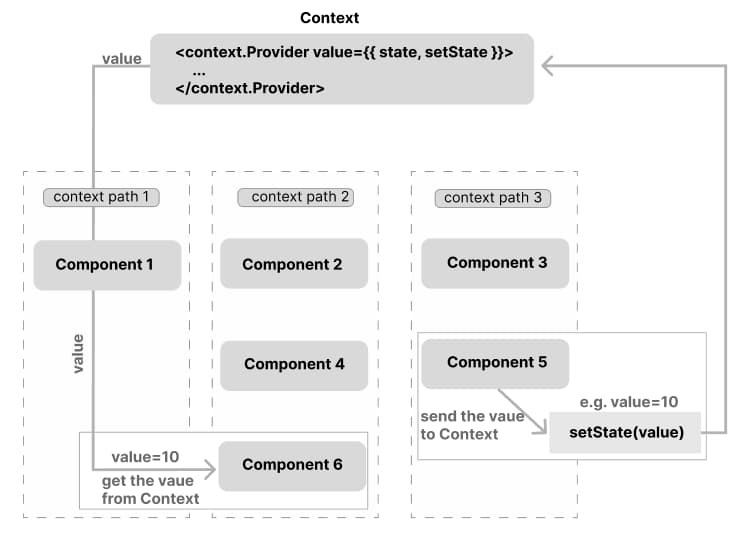 Context
value
<context.Provider value={{ state, setState }}>
...
</context.Provider>
context path 1
context path 2
context path 3
Component 1
Component 2
Component 3
value
Component 4
Component 5
e.g. value=10
send the vaue
to Context
setState(value)
value=10
get the vaue
from Context
Component 6